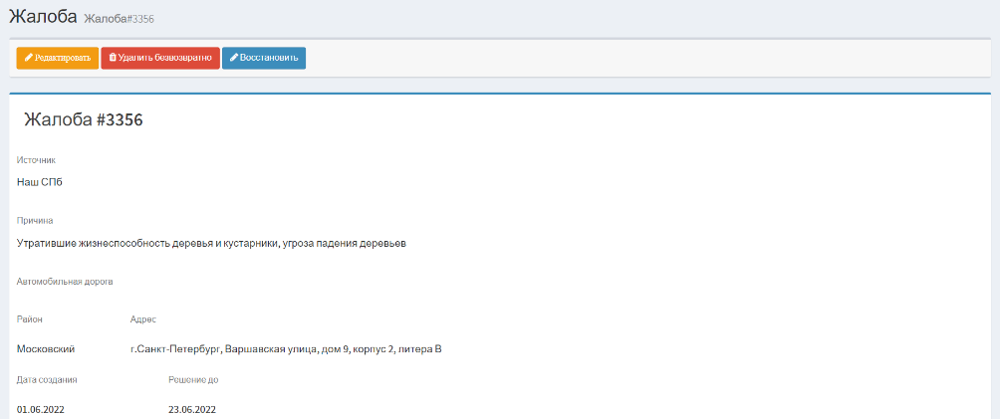 Жалоба Жалоба#3356
Редактировать Удалить безвозвратно Восстановить
Жалоба #3356
Источник
Наш СПб
Причина
Утратившие жизнеспособность деревья и кустарники, угроза падения деревьев
Автомобильная дорога
Район Адрес
Московский г.Санкт-Петербург, Варшавская улица, дом 9, корпус 2, литера В
Дата создания Решение до
01.06.2022 23.06.2022